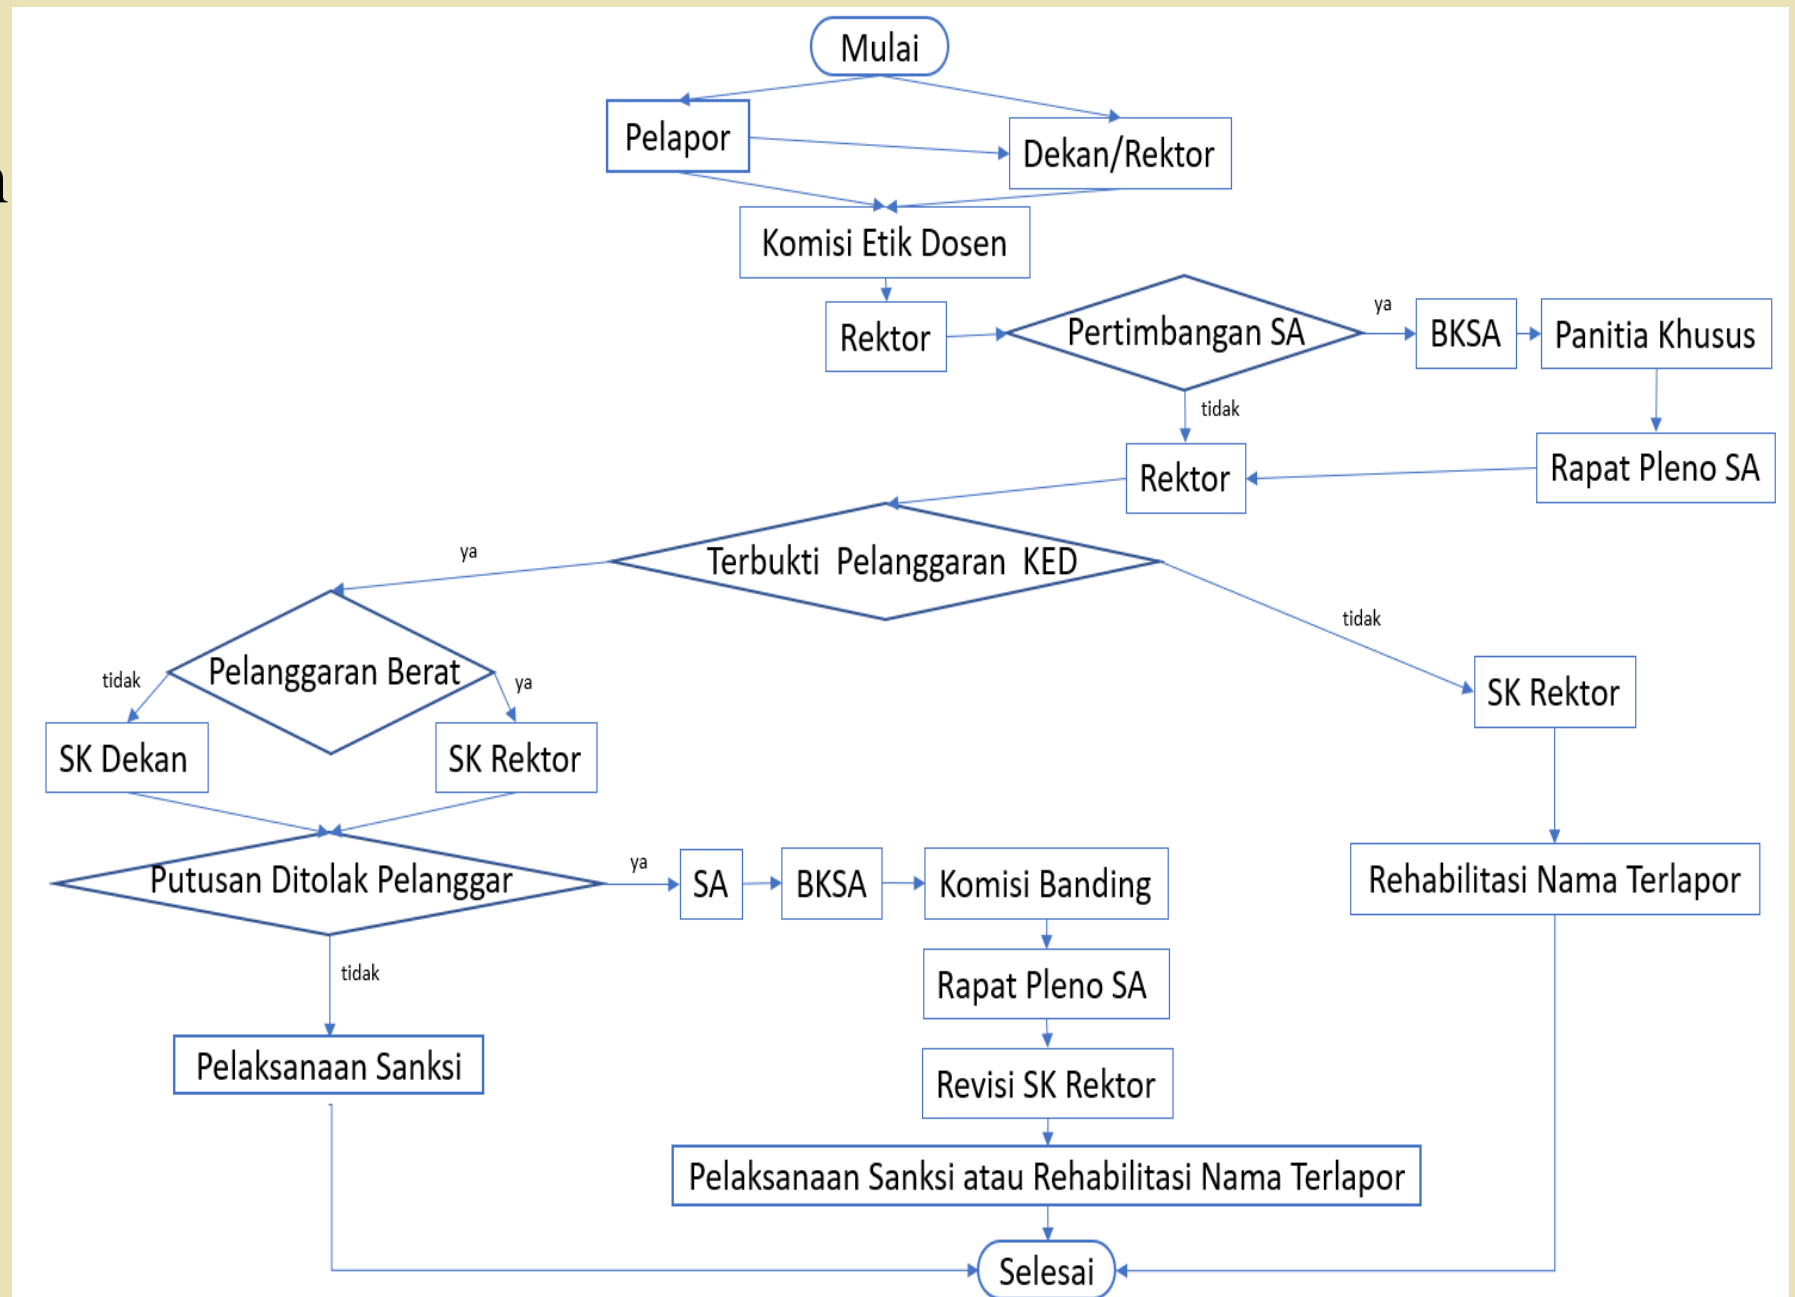 Mulai
Pelapor
Dekan/Rektor
Komisi Etik Dosen
Rektor
Pertimbangan SA
ya
BKSA
Panitia Khusus
tidak
Rektor
Rapat Pleno SA
Terbukti Pelanggaran KED
ya
tidak
Pelanggaran Berat
tidak
ya
SK Dekan
SK Rektor
SK Rektor
Putusan Ditolak Pelanggar
ya
SA
BKSA
Komisi Banding
Rehabilitasi Nama Terlapor
tidak
Rapat Pleno SA
Pelaksanaan Sanksi
Revisi SK Rektor
Pelaksanaan Sanksi atau Rehabilitasi Nama Terlapor
Selesai